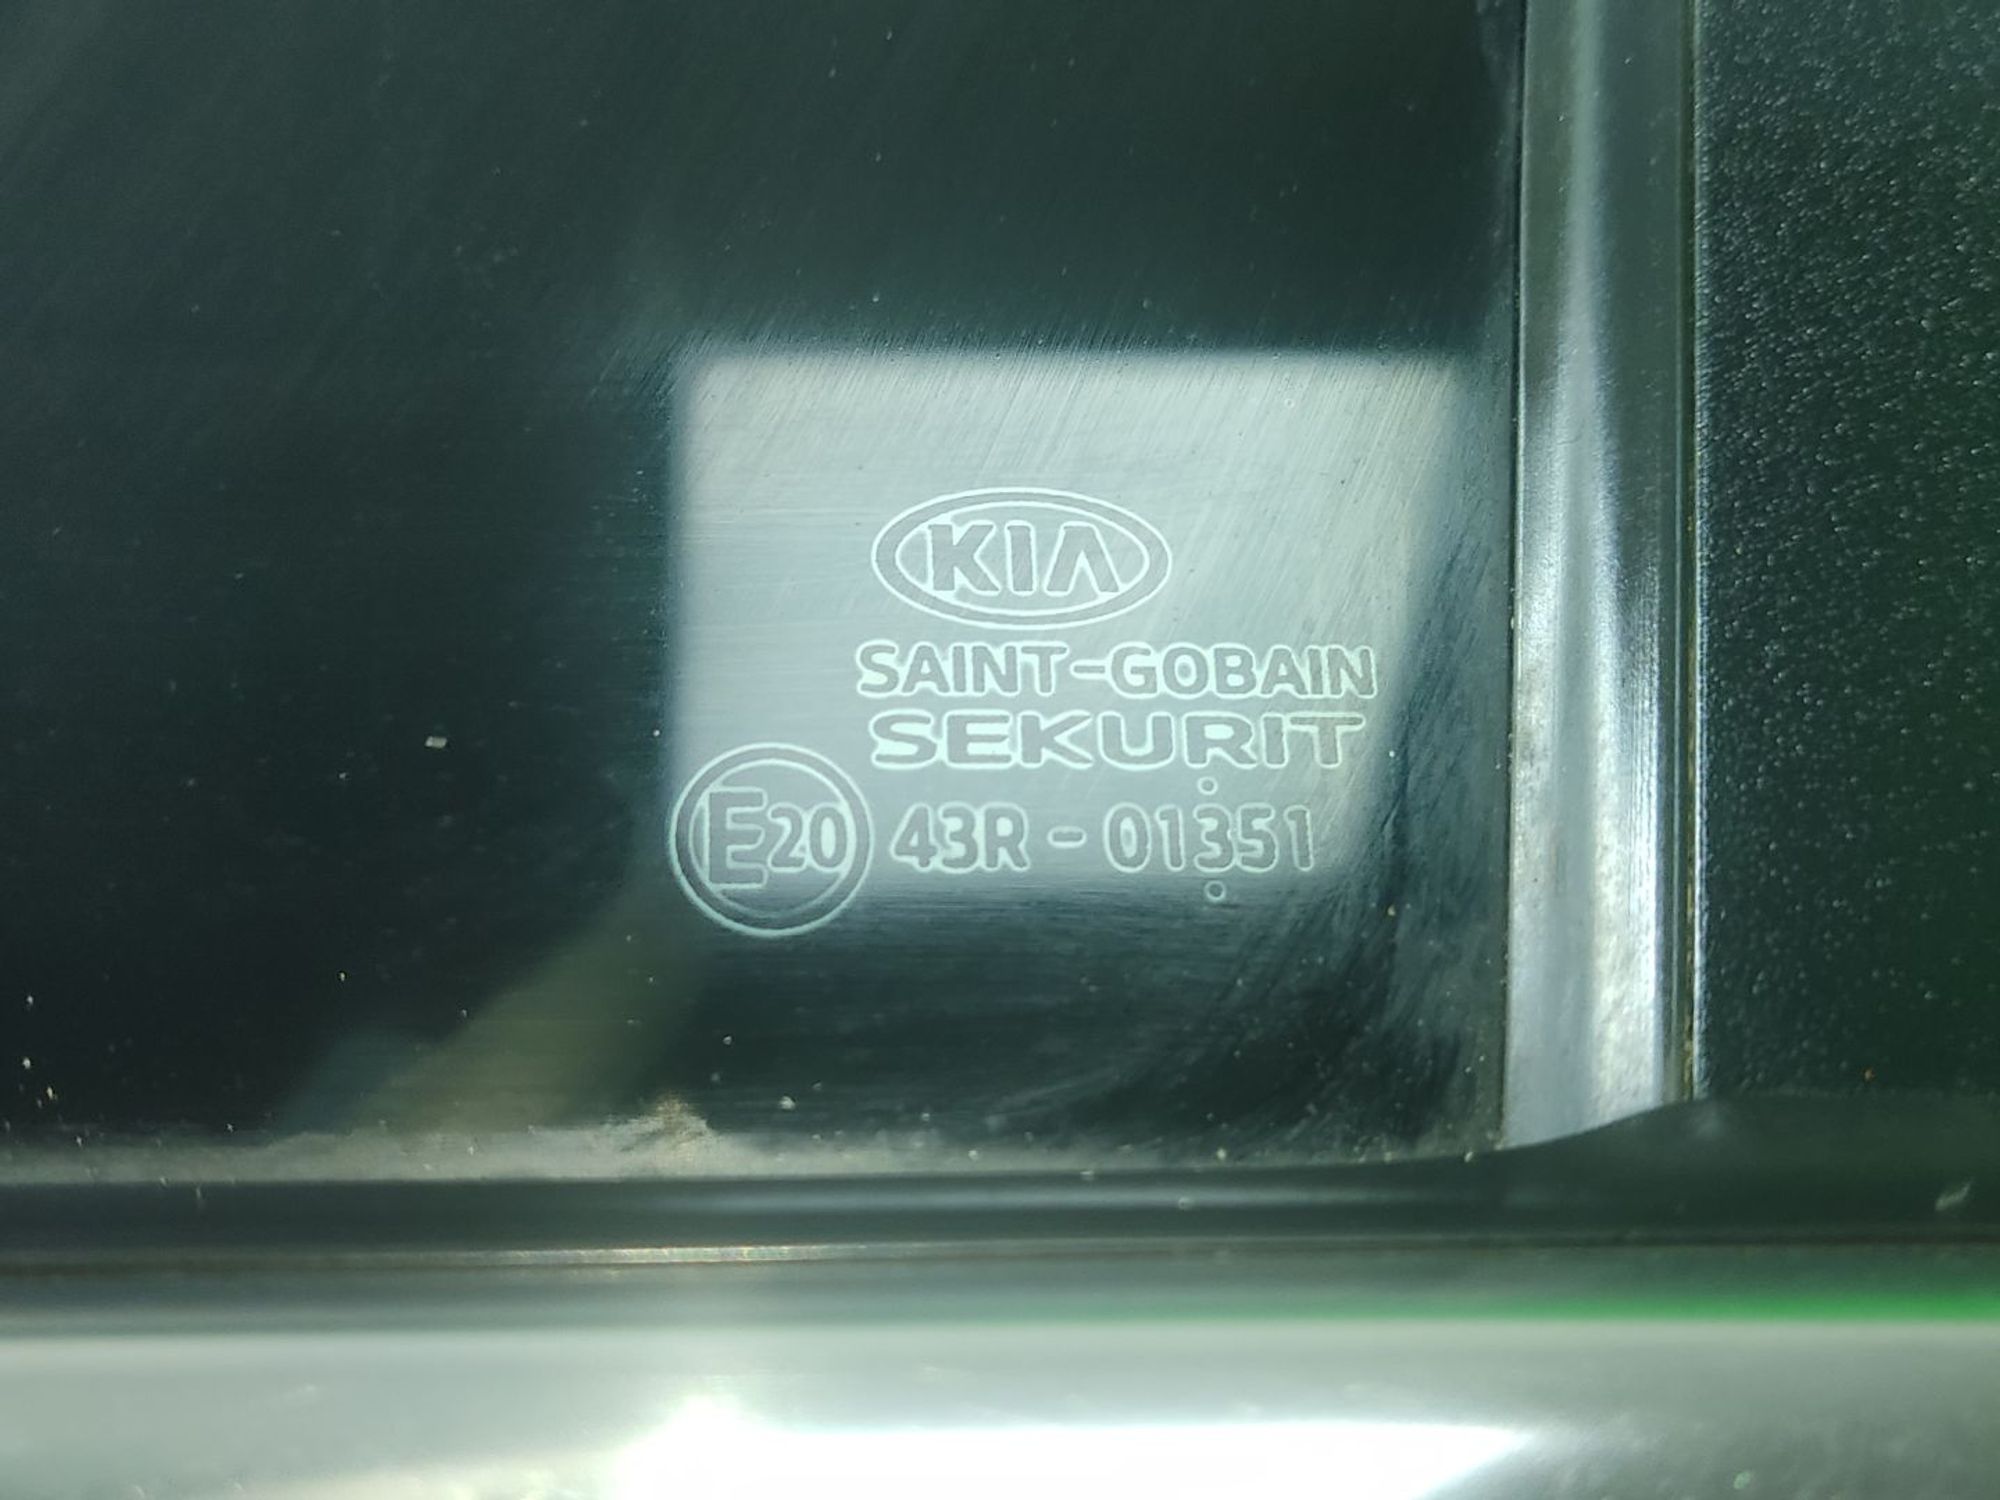 KIA
SAINT-GOBAIN
SEKURIT
E20 43R - 01351